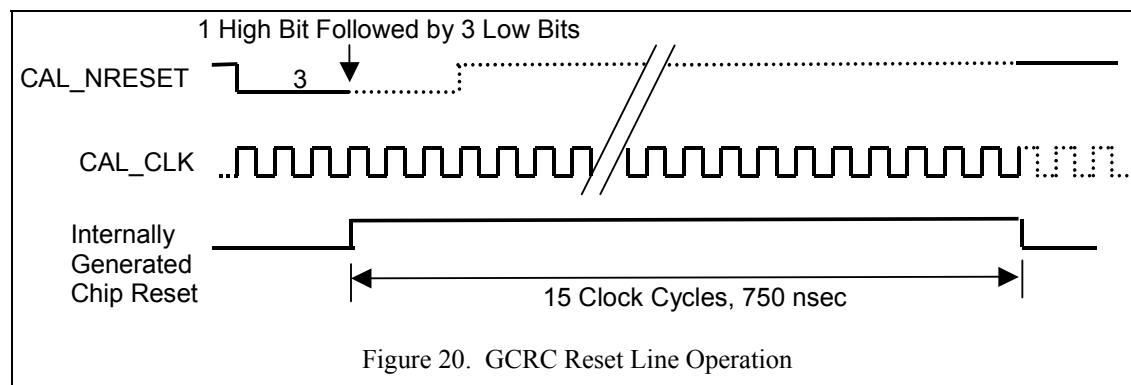 1 High Bit Followed by 3 Low Bits
CAL_NRESET
3
CAL_CLK
Internally
Generated
Chip Reset
15 Clock Cycles, 750 nsec
Figure 20. GCRC Reset Line Operation